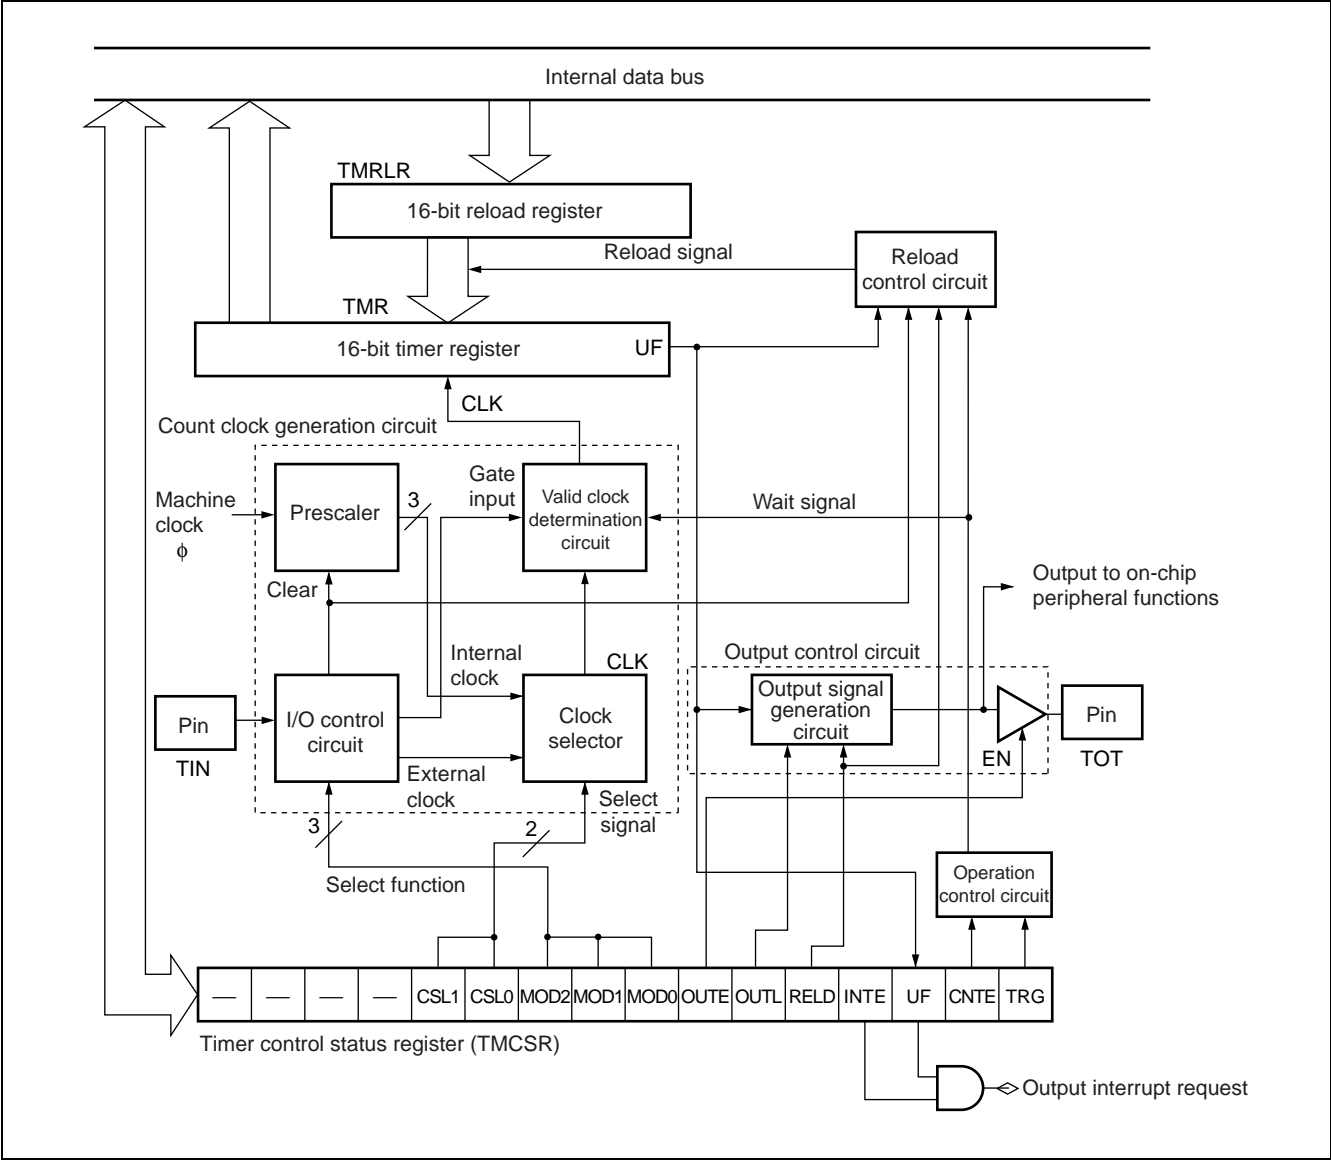 Internal data bus
TMRLR
16-bit reload register
Reload signal
Reload
control circuit
TMR
16-bit timer register
UF
CLK
Count clock generation circuit
Machine
clock
ϕ
Prescaler
3
Gate
input
Valid clock
determination
circuit
Wait signal
Clear
Output to on-chip
peripheral functions
Internal
clock
CLK
Output control circuit
Pin
TIN
I/O control
circuit
Clock
selector
Output signal
generation
circuit
EN
Pin
TOT
External
clock
Select
signal
3
2
Select function
Operation
control circuit
— — — — CSL1 CSL0 MOD2 MOD1 MOD0 OUTE OUTL RELD INTE UF CNTE TRG
Timer control status register (TMCSR)
Output interrupt request